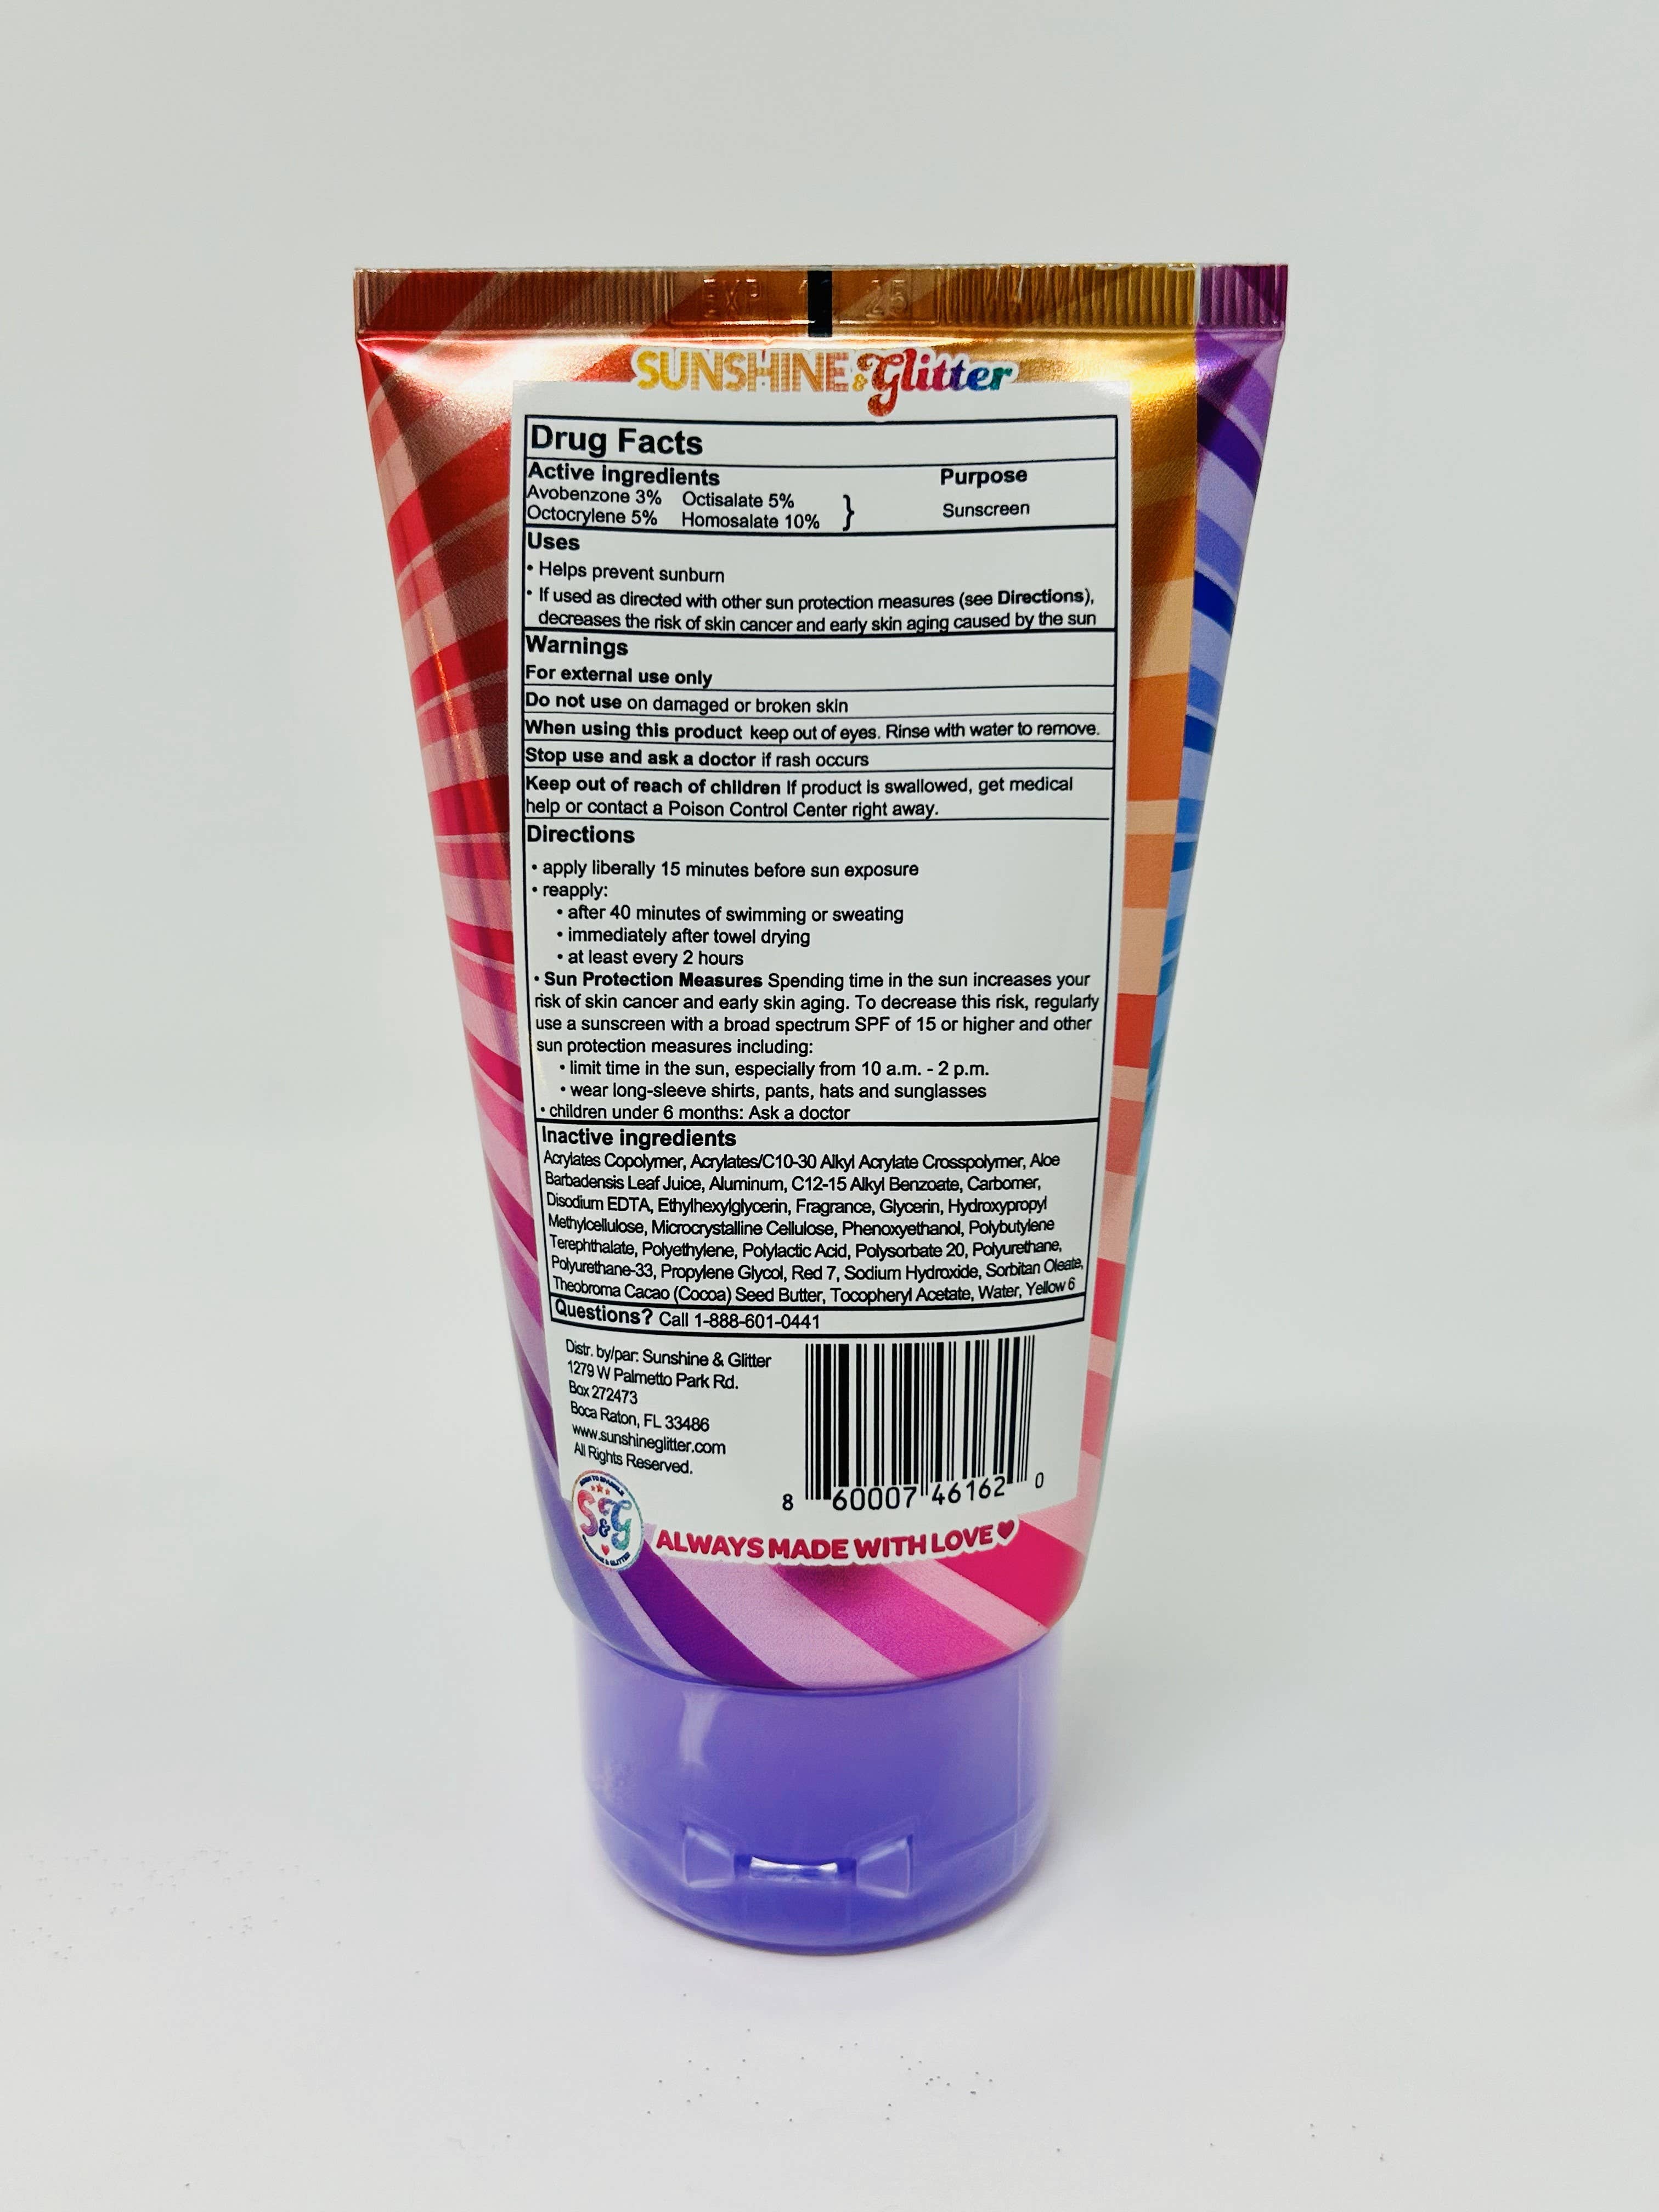 EXP 25
SUNSHINE & Glitter
Drug Facts
Active ingredients Purpose
Avobenzone 3% Octisalate 5% } Sunscreen
Octocrylene 5% Homosalate 10%
Uses
• Helps prevent sunburn
• If used as directed with other sun protection measures (see Directions),
decreases the risk of skin cancer and early skin aging caused by the sun
Warnings
For external use only
Do not use on damaged or broken skin
When using this product keep out of eyes. Rinse with water to remove.
Stop use and ask a doctor if rash occurs
Keep out of reach of children If product is swallowed, get medical
help or contact a Poison Control Center right away.
Directions
• apply liberally 15 minutes before sun exposure
• reapply:
• after 40 minutes of swimming or sweating
• immediately after towel drying
• at least every 2 hours
• Sun Protection Measures Spending time in the sun increases your
risk of skin cancer and early skin aging. To decrease this risk, regularly
use a sunscreen with a broad spectrum SPF of 15 or higher and other
sun protection measures including:
• limit time in the sun, especially from 10 a.m. - 2 p.m.
• wear long-sleeve shirts, pants, hats and sunglasses
• children under 6 months: Ask a doctor
Inactive ingredients
Acrylates Copolymer, Acrylates/C10-30 Alkyl Acrylate Crosspolymer, Aloe
Barbadensis Leaf Juice, Aluminum, C12-15 Alkyl Benzoate, Carbomer,
Disodium EDTA, Ethylhexylglycerin, Fragrance, Glycerin, Hydroxypropyl
Methylcellulose, Microcrystalline Cellulose, Phenoxyethanol, Polybutylene
Terephthalate, Polyethylene, Polylactic Acid, Polysorbate 20, Polyurethane,
Polyurethane-33, Propylene Glycol, Red 7, Sodium Hydroxide, Sorbitan Oleate,
Theobroma Cacao (Cocoa) Seed Butter, Tocopheryl Acetate, Water, Yellow 6
Questions? Call 1-888-601-0441
Distr. by/par: Sunshine & Glitter
1279 W Palmetto Park Rd.
Box 272473
Boca Raton, FL 33486
www.sunshineglitter.com
All Rights Reserved.
8 60007 46162 0
S&G
ALWAYS MADE WITH LOVE